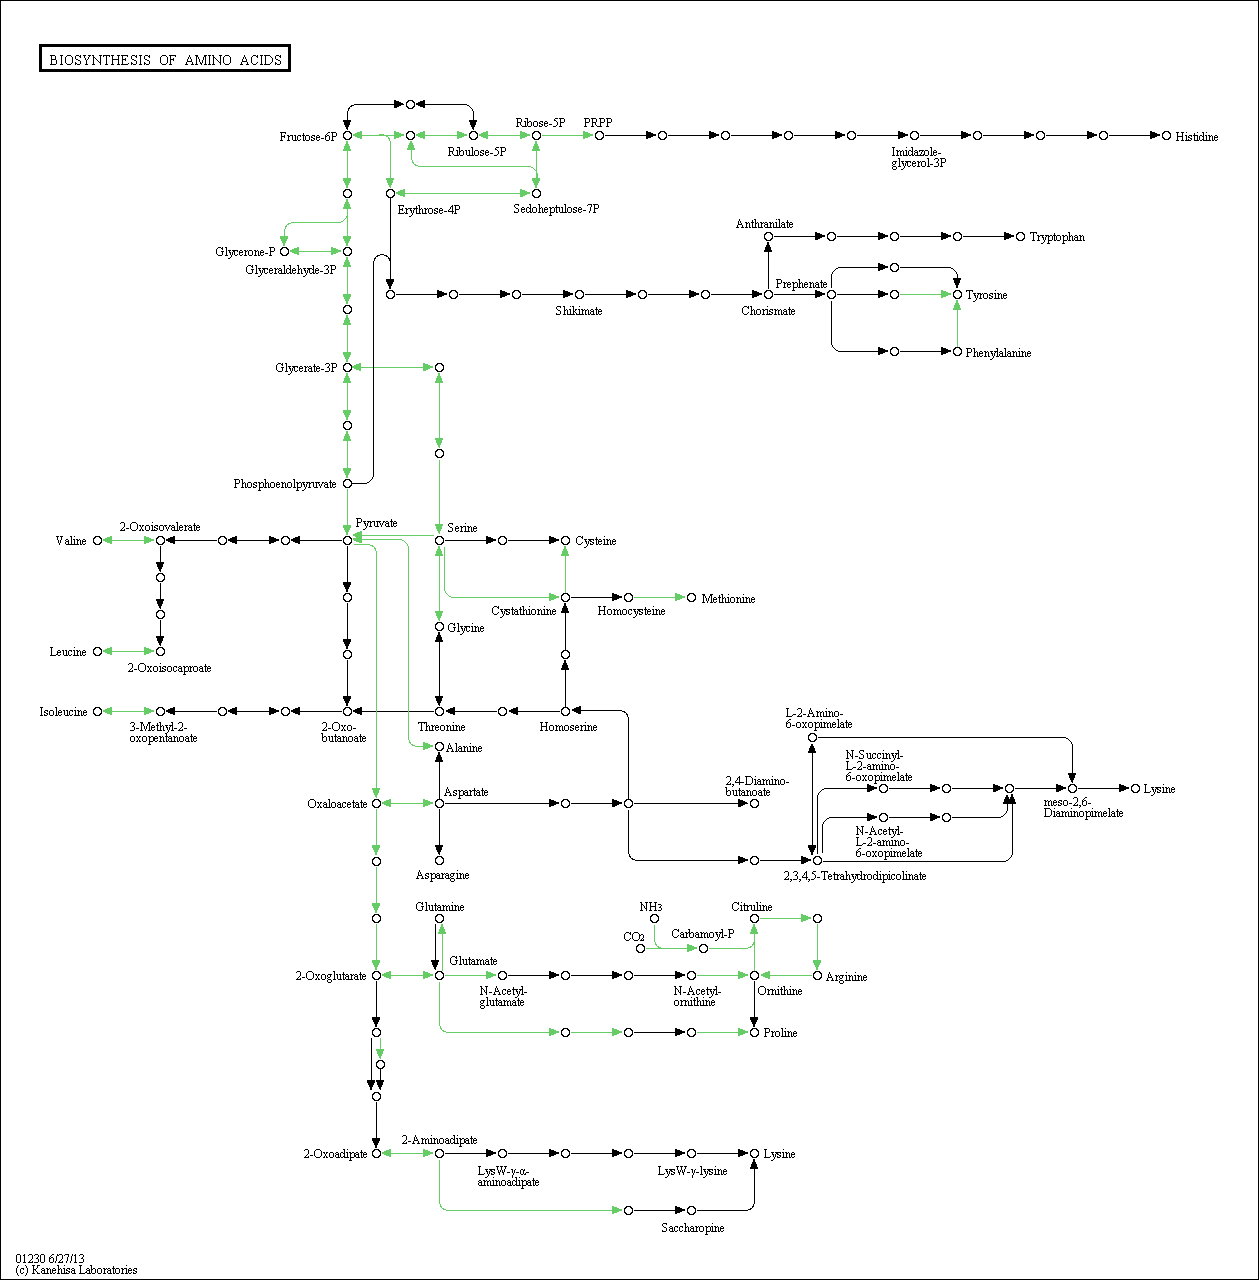 BIOSYNTHESIS OF AMINO ACIDS
Fructose-6P
Ribose-5P
PRPP
Ribulose-5P
Imidazole-
glycerol-3P
Histidine
Erythrose-4P
Sedoheptulose-7P
Glycerone-P
Glyceraldehyde-3P
Anthranilate
Tryptophan
Prephenate
Shikimate
Chorismate
Tyrosine
Phenylalanine
Glycerate-3P
Phosphoenolpyruvate
Pyruvate
Serine
2-Oxoisovalerate
Valine
Cysteine
Cystathionine
Homocysteine
Methionine
Glycine
Leucine
2-Oxoisocaproate
Isoleucine
3-Methyl-2-
oxopentanoate
2-Oxo-
butanoate
Threonine
Homoserine
Alanine
L-2-Amino-
6-oxopimelate
N-Succinyl-
L-2-amino-
6-oxopimelate
2,4-Diamino-
butanoate
Oxaloacetate
Aspartate
Lysine
meso-2,6-
Diaminopimelate
N-Acetyl-
L-2-amino-
6-oxopimelate
Asparagine
2,3,4,5-Tetrahydrodipicolinate
Glutamine
NH3
Citruline
CO2
Carbamoyl-P
Glutamate
2-Oxoglutarate
N-Acetyl-
glutamate
N-Acetyl-
ornithine
Ornithine
Arginine
Proline
2-Aminoadipate
2-Oxoadipate
LysW-γ-α-
aminoadipate
LysW-γ-lysine
Lysine
Saccharopine
01230 6/27/13
(c) Kanehisa Laboratories